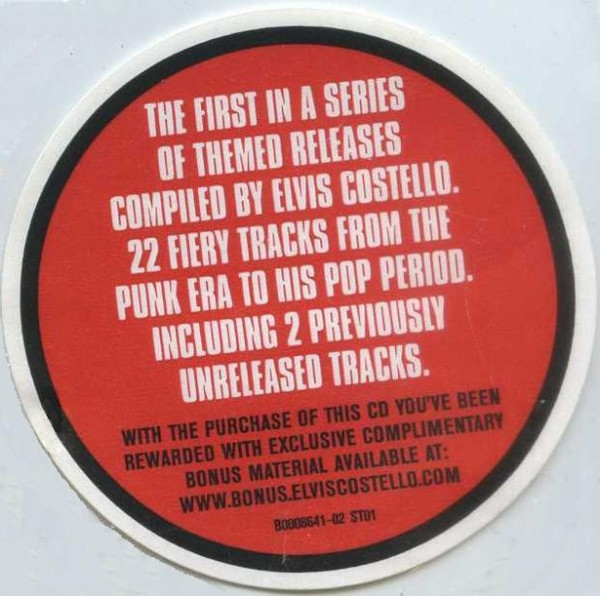 THE FIRST IN A SERIES
OF THEMED RELEASES
COMPILED BY ELVIS COSTELLO.
22 FIERY TRACKS FROM THE
PUNK ERA TO HIS POP PERIOD.
INCLUDING 2 PREVIOUSLY
UNRELEASED TRACKS.
WITH THE PURCHASE OF THIS CD YOU'VE BEEN
REWARDED WITH EXCLUSIVE COMPLIMENTARY
BONUS MATERIAL AVAILABLE AT:
WWW.BONUS.ELVISCOSTELLO.COM
B0008641-02 ST01